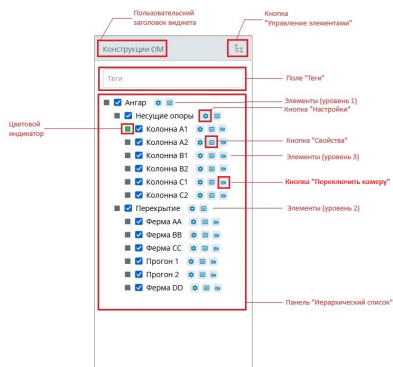 Пользовательский
заголовок виджета
Кнопка
"Управление элементами"
Конструкции ОМ
Теги
Поле "Теги"
Ангар
Элементы (уровень 1)
Несущие опоры
Кнопка "Настройки"
Цветовой
индикатор
Колонна А1
Колонна А2
Кнопка "Свойства"
Колонна В1
Элементы (уровень 3)
Колонна В2
Колонна С1
Кнопка "Переключить камеру"
Колонна С2
Перекрытие
Элементы (уровень 2)
Ферма АА
Ферма BB
Ферма СС
Прогон 1
Прогон 2
Ферма DD
Панель "Иерархический список"